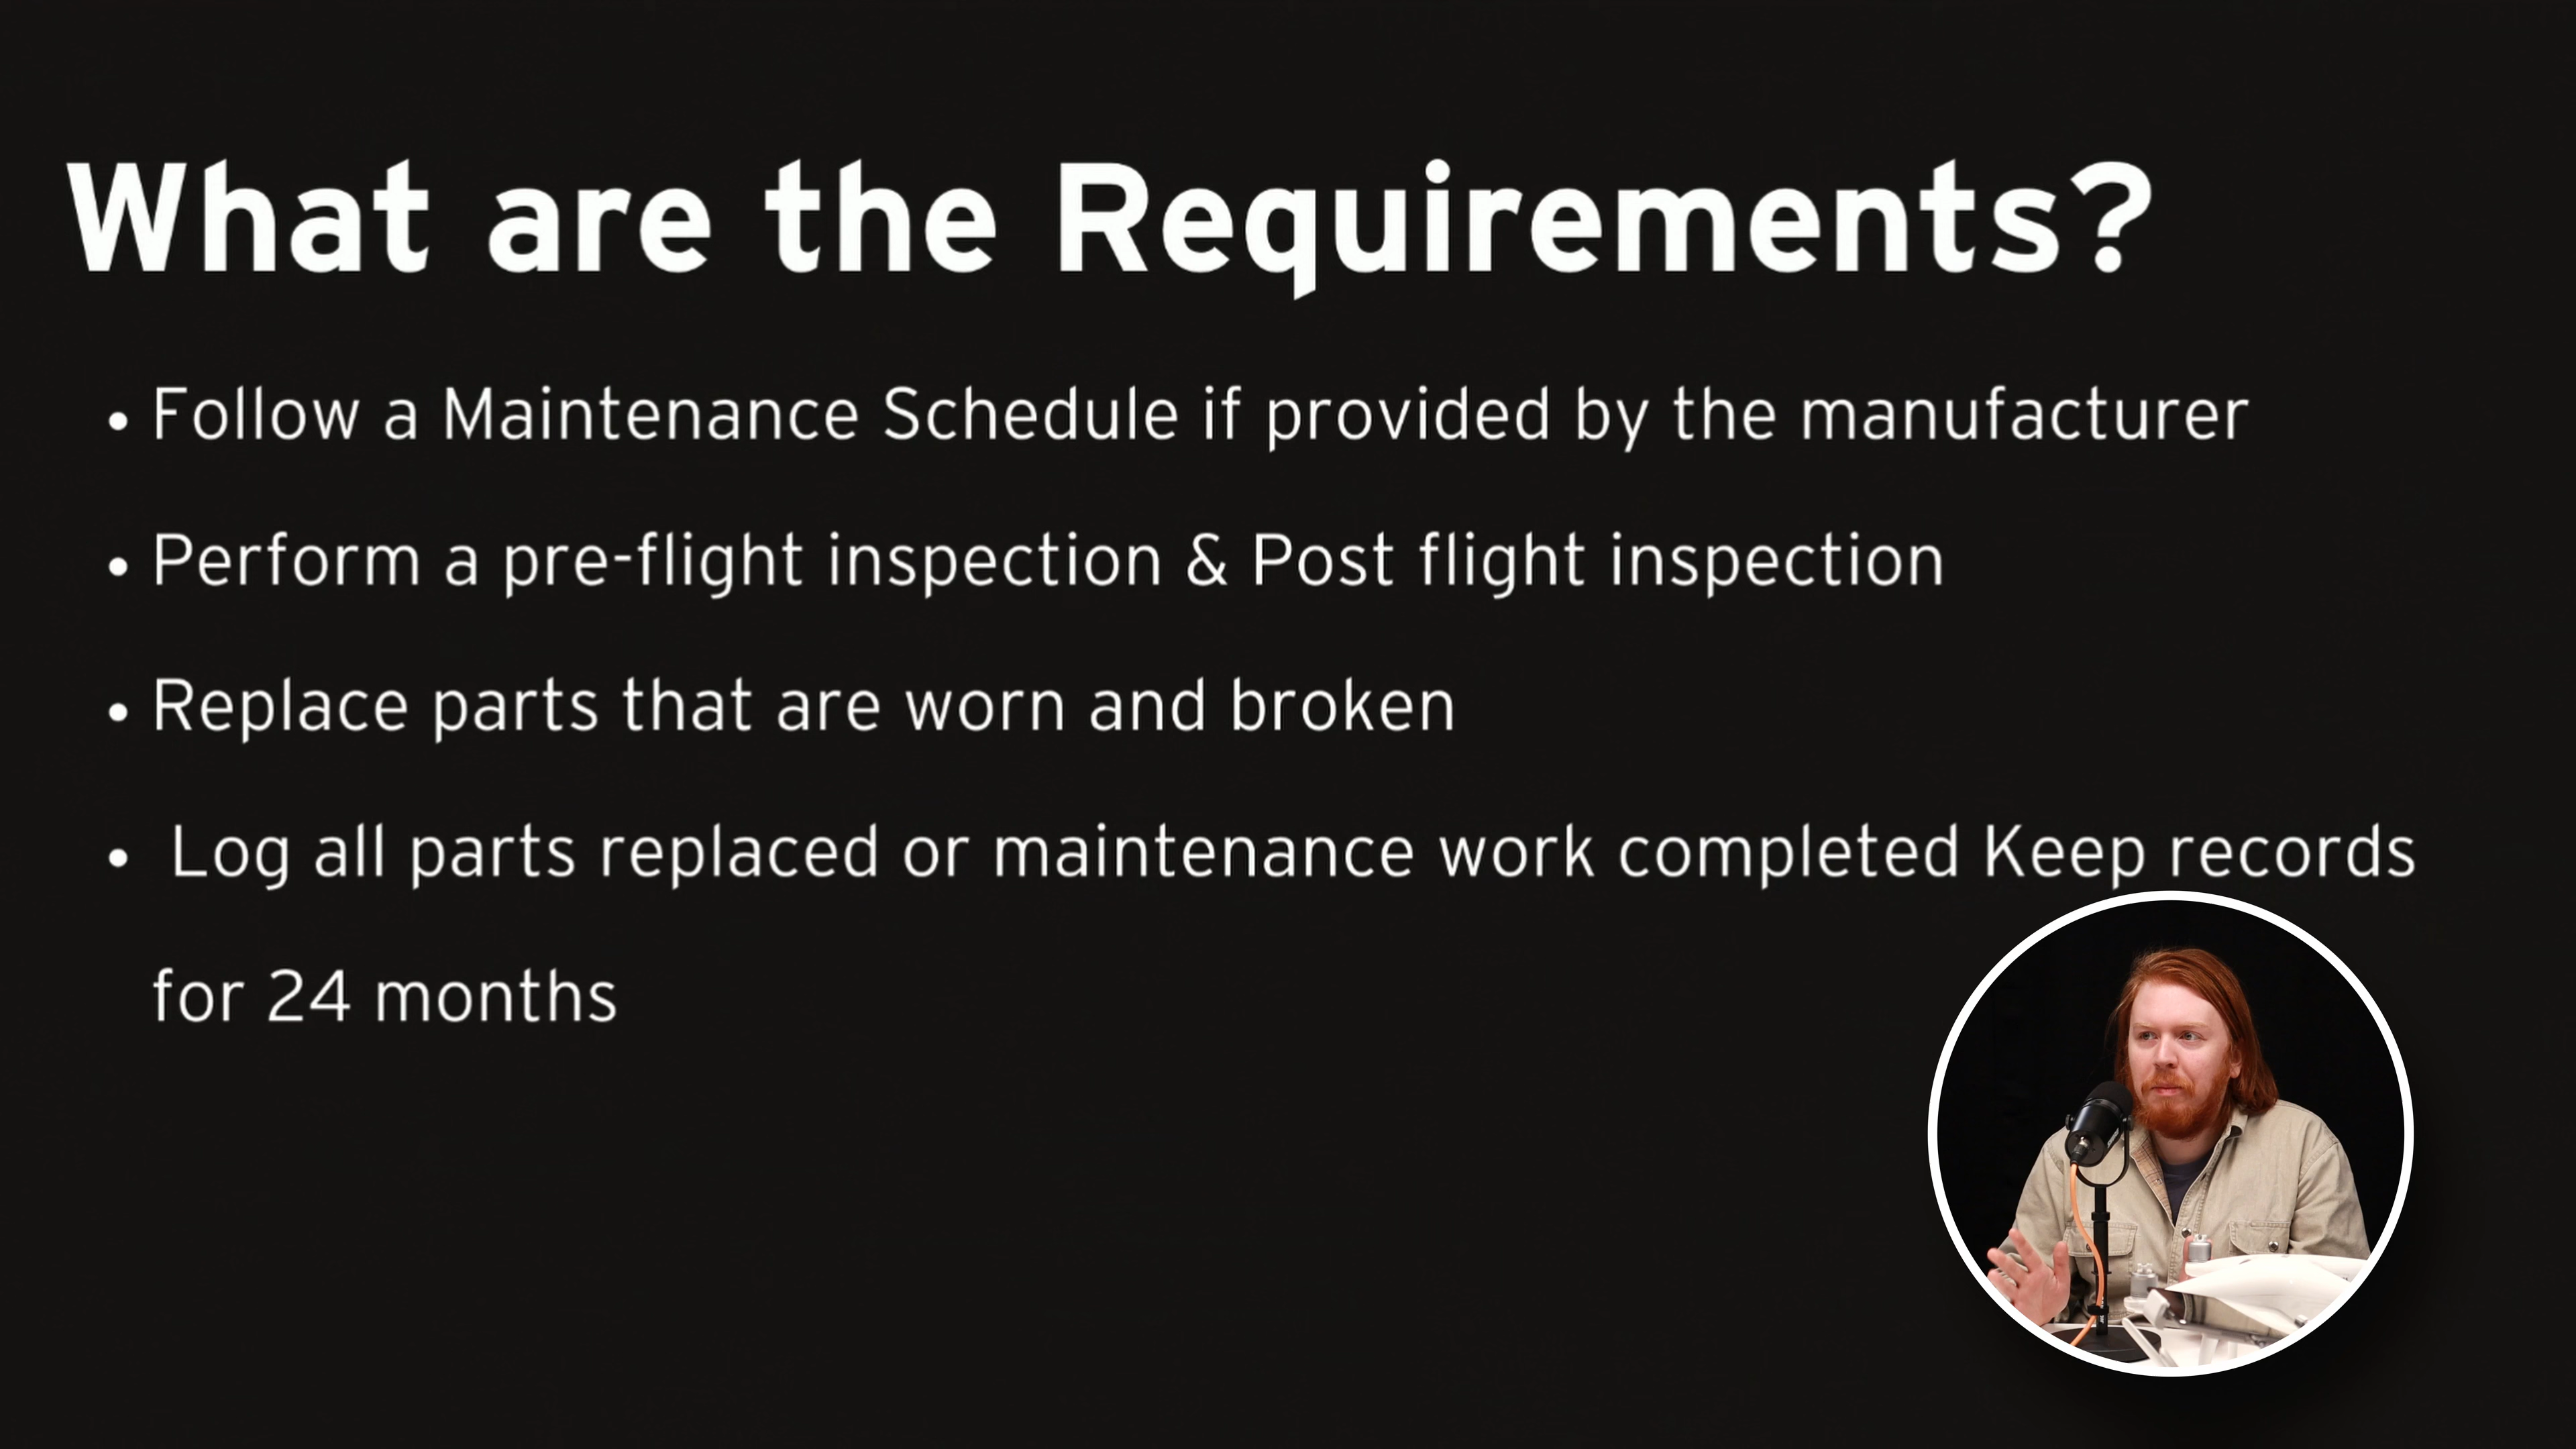 What are the Requirements?
• Follow a Maintenance Schedule if provided by the manufacturer
• Perform a pre-flight inspection & Post flight inspection
• Replace parts that are worn and broken
• Log all parts replaced or maintenance work completed Keep records
for 24 months